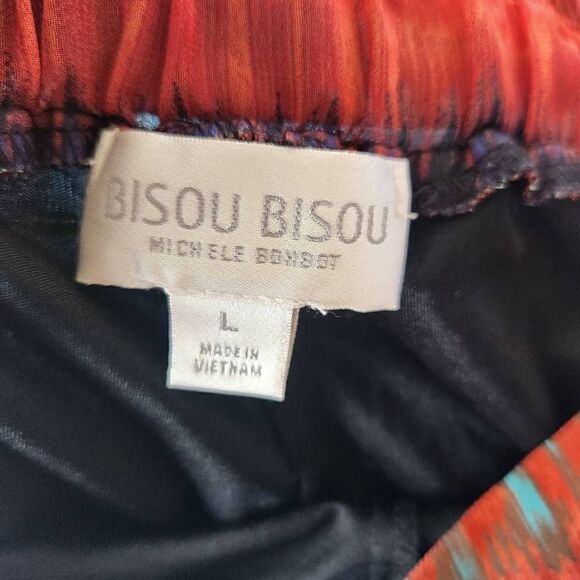 BISOU BISOU
MICHELE BOHBOT
L
MADE IN
VIETNAM